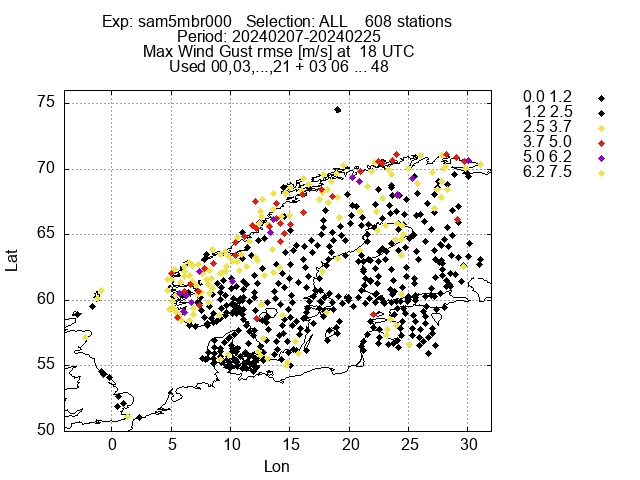 Exp: sam5mbr000 Selection: ALL 608 stations
Period: 20240207-20240225
Max Wind Gust rmse [m/s] at 18 UTC
Used 00,03,...,21 + 03 06 ... 48
0.0 1.2
1.2 2.5
2.5 3.7
3.7 5.0
5.0 6.2
6.2 7.5
75
70
65
60
55
50
Lat
0 5 10 15 20 25 30
Lon